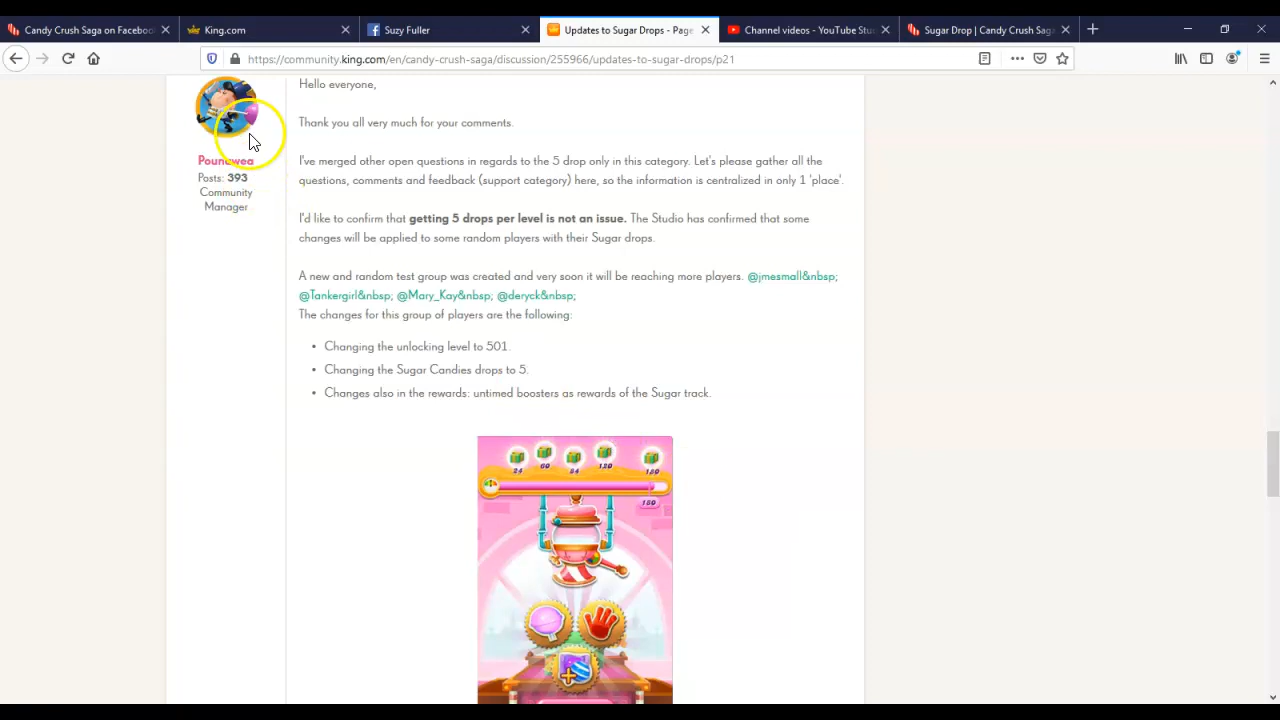 Candy Crush Saga on Facebook
King.com
Suzy Fuller
Updates to Sugar Drops - Page
Channel videos - YouTube Stu
Sugar Drop | Candy Crush Saga
https://community.king.com/en/candy-crush-saga/discussion/255966/updates-to-sugar-drops/p21
Hello everyone,
Thank you all very much for your comments.
Pounawea
Posts: 393
Community
Manager
I've merged other open questions in regards to the 5 drop only in this category. Let's please gather all the
questions, comments and feedback (support category) here, so the information is centralized in only 1 'place'.
I'd like to confirm that getting 5 drops per level is not an issue. The Studio has confirmed that some
changes will be applied to some random players with their Sugar drops.
A new and random test group was created and very soon it will be reaching more players. @jmesmall&nbsp;
@Tankergirl&nbsp; @Mary_Kay&nbsp; @deryck&nbsp;
The changes for this group of players are the following:
• Changing the unlocking level to 501.
• Changing the Sugar Candies drops to 5.
• Changes also in the rewards: untimed boosters as rewards of the Sugar track.
24 60 84 120 180
180